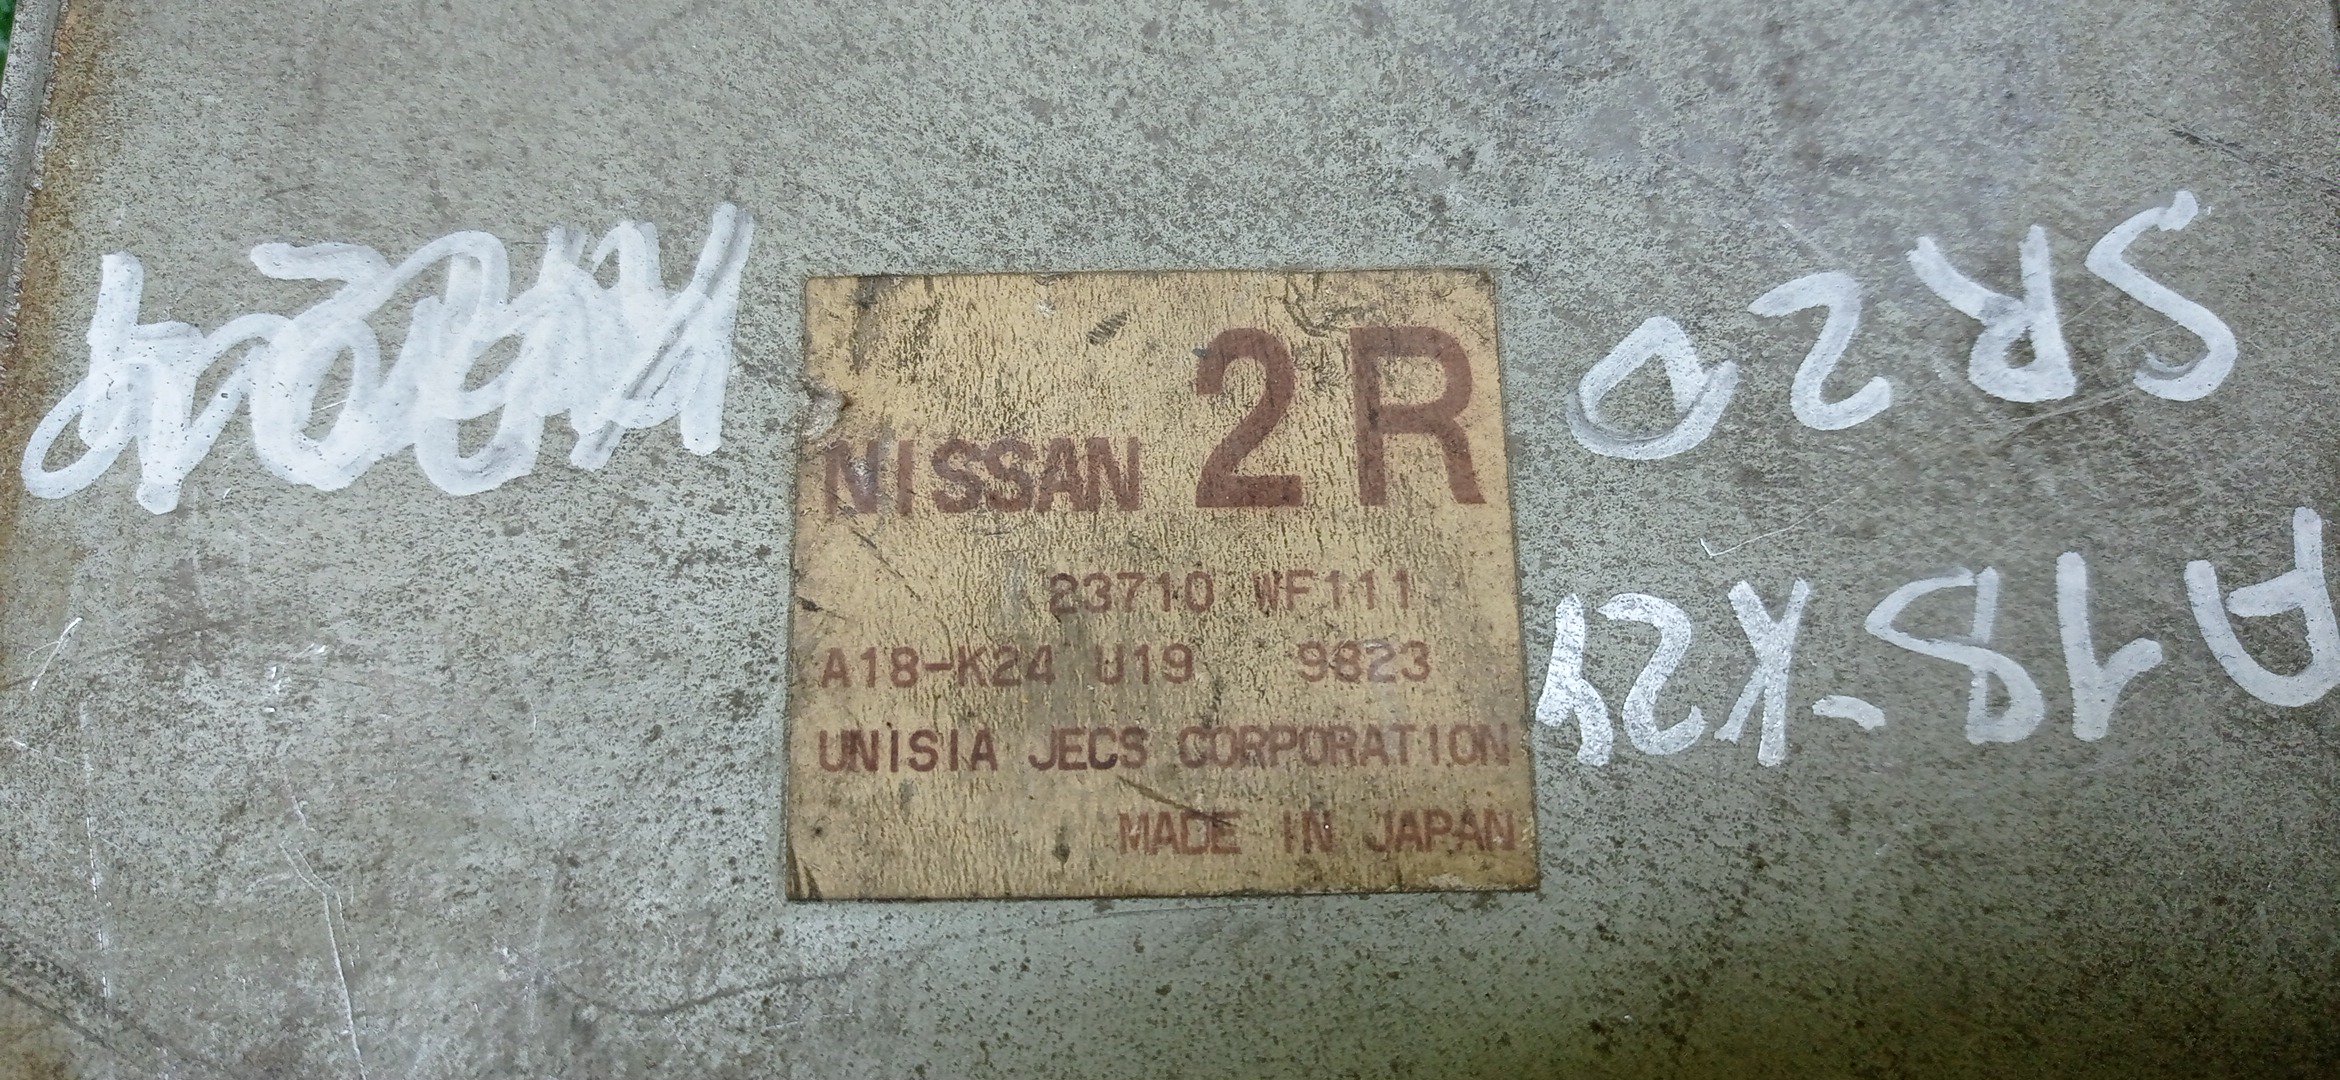 NISSAN 2R
23710 WF111
A18-K24 U19 9823
UNISIA JECS CORPORATION
MADE IN JAPAN
SR20
A18-K24